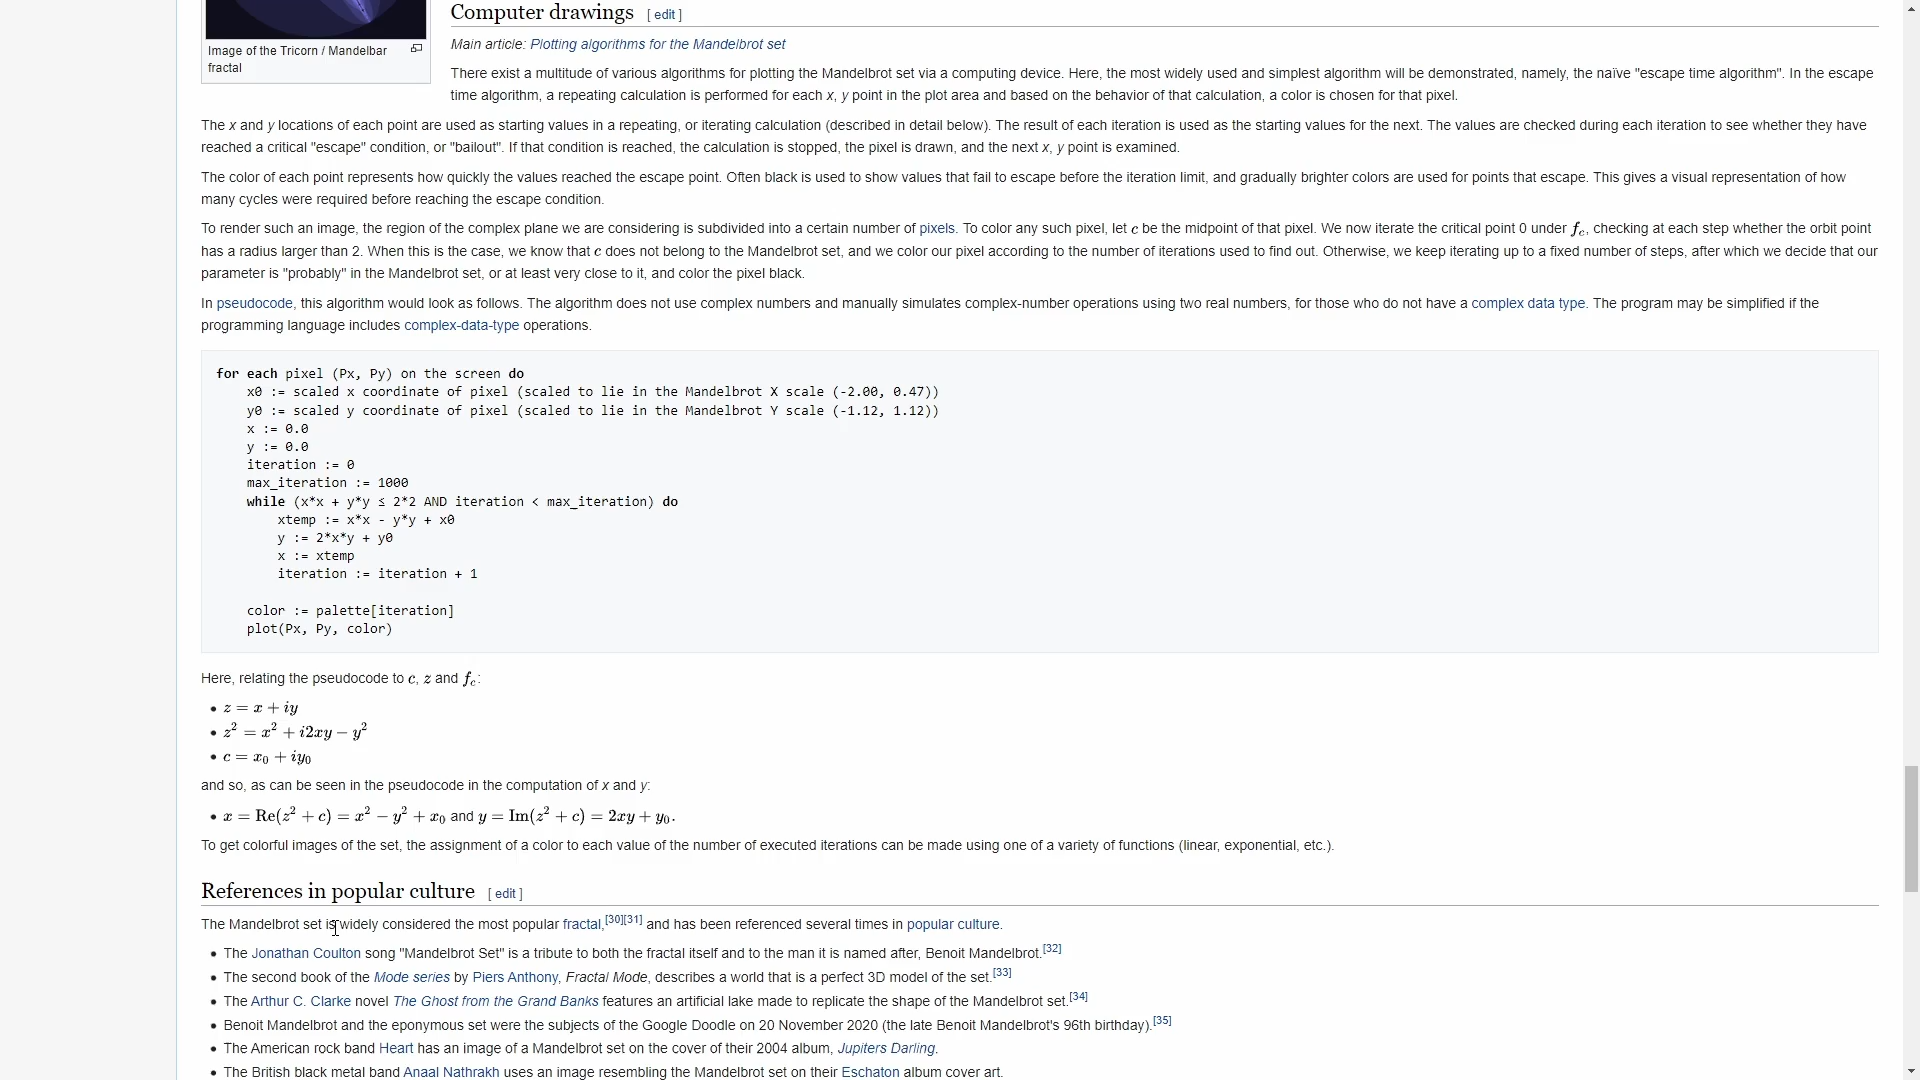 Computer drawings [ edit ]
Image of the Tricorn / Mandelbar
fractal
Main article: Plotting algorithms for the Mandelbrot set
There exist a multitude of various algorithms for plotting the Mandelbrot set via a computing device. Here, the most widely used and simplest algorithm will be demonstrated, namely, the naïve "escape time algorithm". In the escape
time algorithm, a repeating calculation is performed for each x, y point in the plot area and based on the behavior of that calculation, a color is chosen for that pixel.
The x and y locations of each point are used as starting values in a repeating, or iterating calculation (described in detail below). The result of each iteration is used as the starting values for the next. The values are checked during each iteration to see whether they have
reached a critical "escape" condition, or "bailout". If that condition is reached, the calculation is stopped, the pixel is drawn, and the next x, y point is examined.
The color of each point represents how quickly the values reached the escape point. Often black is used to show values that fail to escape before the iteration limit, and gradually brighter colors are used for points that escape. This gives a visual representation of how
many cycles were required before reaching the escape condition.
To render such an image, the region of the complex plane we are considering is subdivided into a certain number of pixels. To color any such pixel, let c be the midpoint of that pixel. We now iterate the critical point 0 under f_c, checking at each step whether the orbit point
has a radius larger than 2. When this is the case, we know that c does not belong to the Mandelbrot set, and we color our pixel according to the number of iterations used to find out. Otherwise, we keep iterating up to a fixed number of steps, after which we decide that our
parameter is "probably" in the Mandelbrot set, or at least very close to it, and color the pixel black.
In pseudocode, this algorithm would look as follows. The algorithm does not use complex numbers and manually simulates complex-number operations using two real numbers, for those who do not have a complex data type. The program may be simplified if the
programming language includes complex-data-type operations.
for each pixel (Px, Py) on the screen do
    x0 := scaled x coordinate of pixel (scaled to lie in the Mandelbrot X scale (-2.00, 0.47))
    y0 := scaled y coordinate of pixel (scaled to lie in the Mandelbrot Y scale (-1.12, 1.12))
    x := 0.0
    y := 0.0
    iteration := 0
    max_iteration := 1000
    while (x*x + y*y ≤ 2*2 AND iteration < max_iteration) do
        xtemp := x*x - y*y + x0
        y := 2*x*y + y0
        x := xtemp
        iteration := iteration + 1
    color := palette[iteration]
    plot(Px, Py, color)
Here, relating the pseudocode to c, z and f_c:
• z = x + iy
• z² = x² + i2xy − y²
• c = x₀ + iy₀
and so, as can be seen in the pseudocode in the computation of x and y:
• x = Re(z² + c) = x² − y² + x₀ and y = Im(z² + c) = 2xy + y₀.
To get colorful images of the set, the assignment of a color to each value of the number of executed iterations can be made using one of a variety of functions (linear, exponential, etc.).
References in popular culture [ edit ]
The Mandelbrot set is widely considered the most popular fractal,[30][31] and has been referenced several times in popular culture.
• The Jonathan Coulton song "Mandelbrot Set" is a tribute to both the fractal itself and to the man it is named after, Benoit Mandelbrot.[32]
• The second book of the Mode series by Piers Anthony, Fractal Mode, describes a world that is a perfect 3D model of the set.[33]
• The Arthur C. Clarke novel The Ghost from the Grand Banks features an artificial lake made to replicate the shape of the Mandelbrot set.[34]
• Benoit Mandelbrot and the eponymous set were the subjects of the Google Doodle on 20 November 2020 (the late Benoit Mandelbrot's 96th birthday).[35]
• The American rock band Heart has an image of a Mandelbrot set on the cover of their 2004 album, Jupiters Darling.
• The British black metal band Anaal Nathrakh uses an image resembling the Mandelbrot set on their Eschaton album cover art.